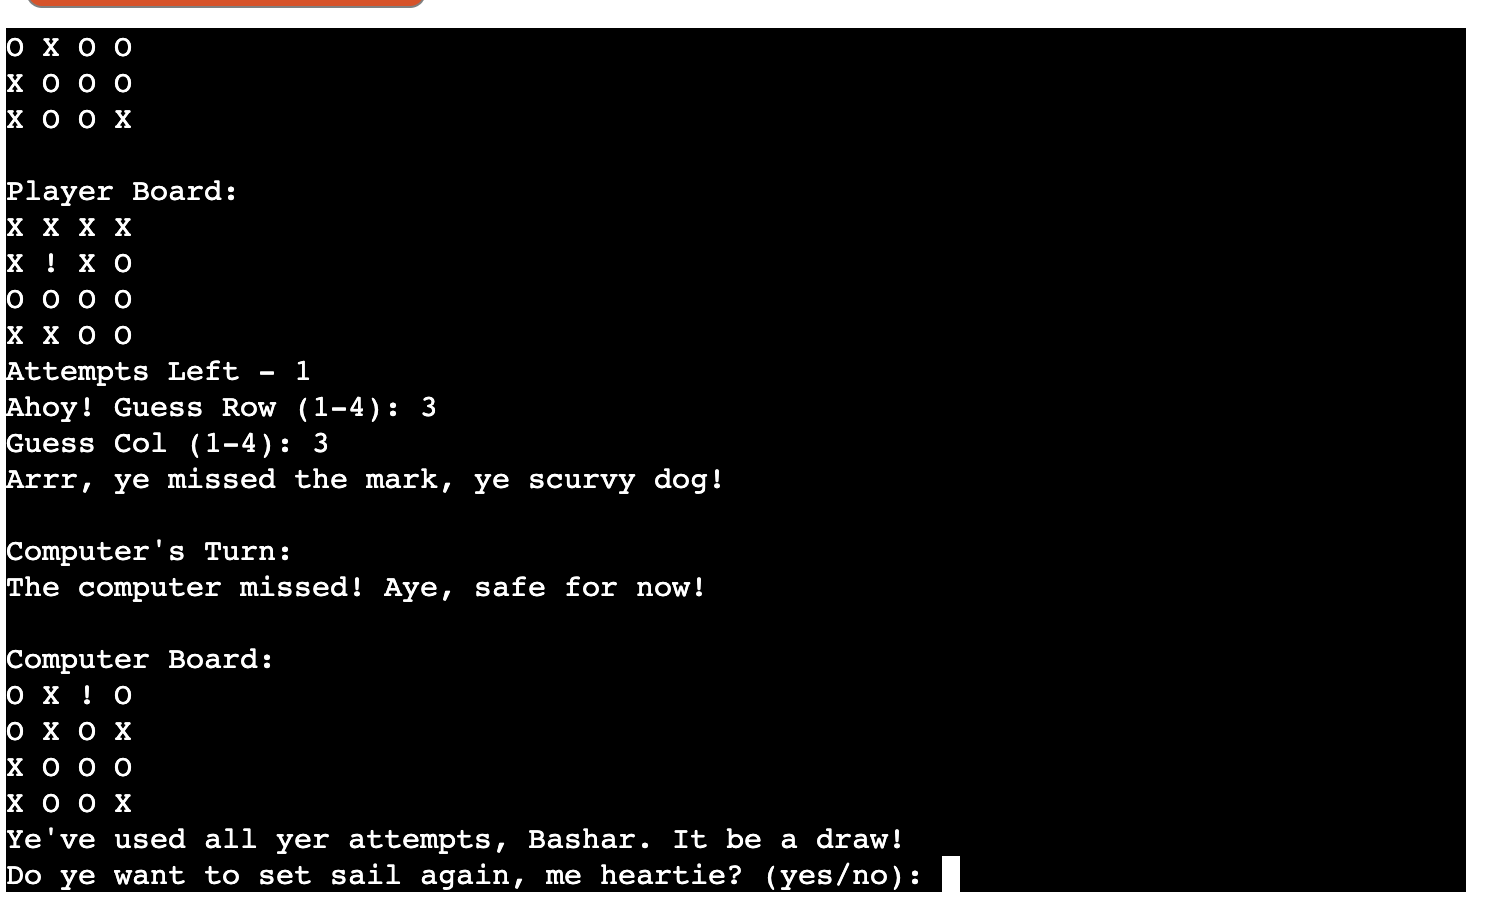 O X O O
X O O O
X O O X
Player Board:
X X X X
X ! X O
O O O O
X X O O
Attempts Left - 1
Ahoy! Guess Row (1-4): 3
Guess Col (1-4): 3
Arrr, ye missed the mark, ye scurvy dog!
Computer's Turn:
The computer missed! Aye, safe for now!
Computer Board:
O X ! O
O X O X
X O O O
X O O X
Ye've used all yer attempts, Bashar. It be a draw!
Do ye want to set sail again, me heartie? (yes/no):